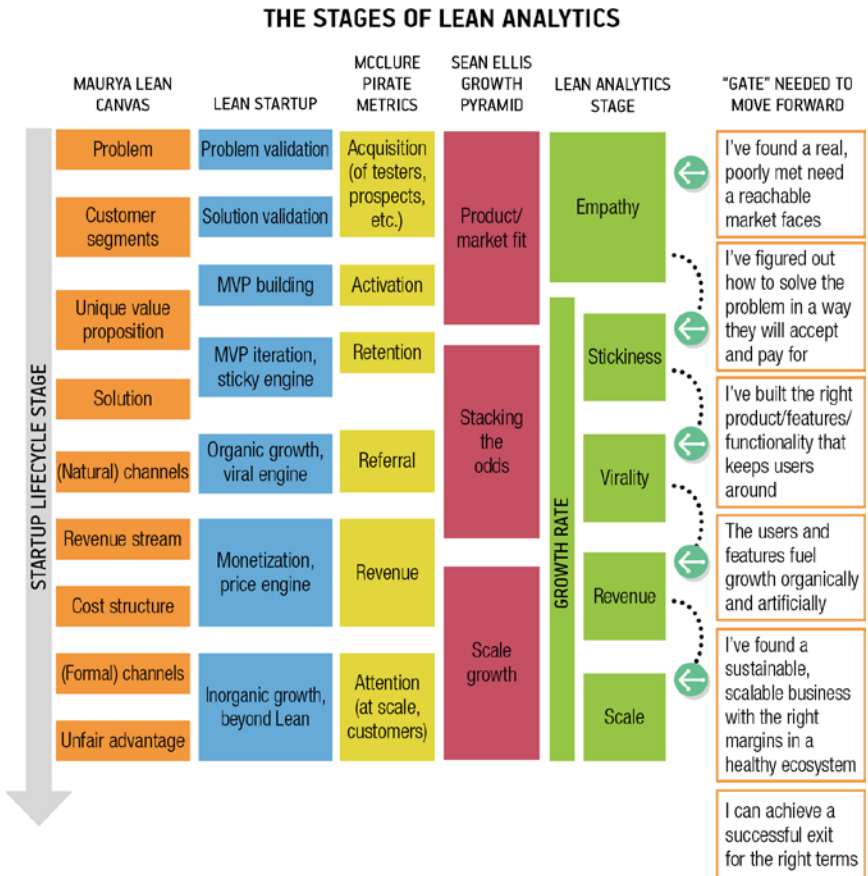 THE STAGES OF LEAN ANALYTICS
MAURYA LEAN
CANVAS
LEAN STARTUP
MCCLURE
PIRATE
METRICS
SEAN ELLIS
GROWTH
PYRAMID
LEAN ANALYTICS
STAGE
"GATE" NEEDED TO
MOVE FORWARD
STARTUP LIFECYCLE STAGE
Problem
Customer
segments
Unique value
proposition
Solution
(Natural) channels
Revenue stream
Cost structure
(Formal) channels
Unfair advantage
Problem validation
Solution validation
MVP building
MVP iteration,
sticky engine
Organic growth,
viral engine
Monetization,
price engine
Inorganic growth,
beyond Lean
Acquisition
(of testers,
prospects,
etc.)
Activation
Retention
Referral
Revenue
Attention
(at scale,
customers)
Product/
market fit
Stacking
the
odds
Scale
growth
Empathy
GROWTH RATE
Stickiness
Virality
Revenue
Scale
I've found a real,
poorly met need
a reachable
market faces
I've figured out
how to solve the
problem in a way
they will accept
and pay for
I've built the right
product/features/
functionality that
keeps users
around
The users and
features fuel
growth organically
and artificially
I've found a
sustainable,
scalable business
with the right
margins in a
healthy ecosystem
I can achieve a
successful exit
for the right terms